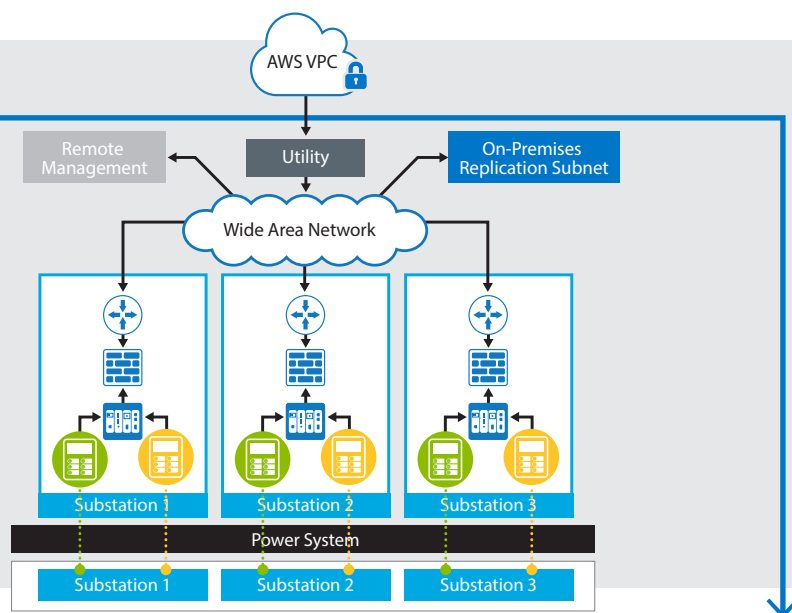 AWS VPC
Remote
Management
Utility
On-Premises
Replication Subnet
Wide Area Network
Substation 1
Substation 2
Substation 3
Power System
Substation 1
Substation 2
Substation 3